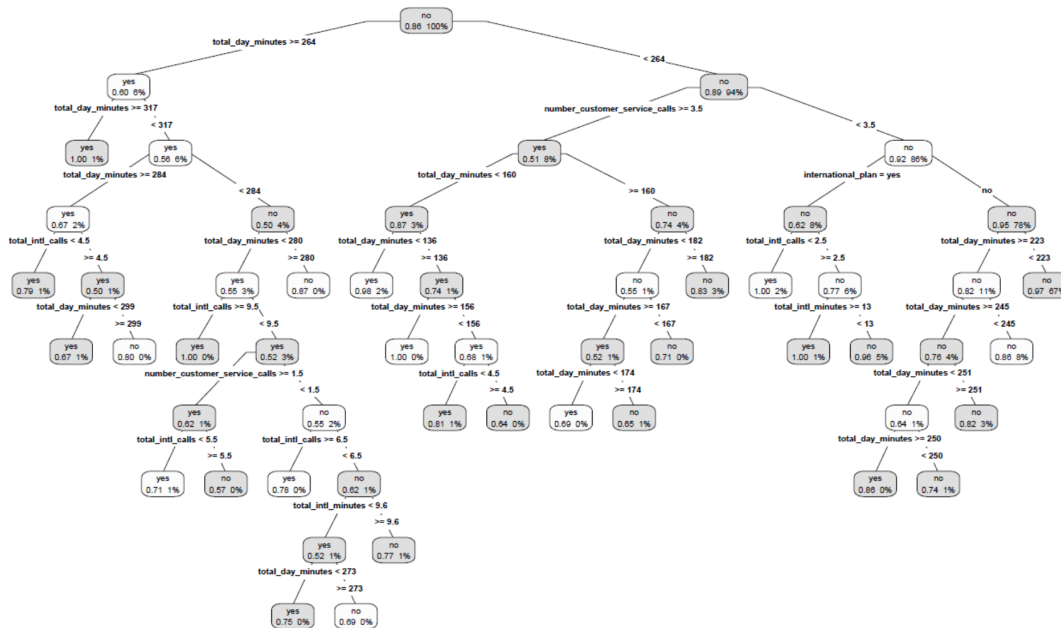 no
0.86 100%
total_day_minutes >= 264
< 264
yes
0.60 6%
no
0.89 94%
total_day_minutes >= 317
number_customer_service_calls >= 3.5
< 317
< 3.5
yes
1.00 1%
yes
0.56 6%
yes
0.51 8%
no
0.92 86%
total_day_minutes >= 284
total_day_minutes < 160
international_plan = yes
< 284
>= 160
no
yes
0.67 2%
no
0.50 4%
yes
0.87 3%
no
0.74 4%
no
0.62 8%
no
0.95 78%
total_intl_calls < 4.5
total_day_minutes < 280
total_day_minutes < 136
total_day_minutes < 182
total_intl_calls < 2.5
total_day_minutes >= 223
>= 4.5
>= 280
>= 136
>= 182
>= 2.5
< 223
yes
0.79 1%
yes
0.50 1%
yes
0.55 3%
no
0.87 0%
yes
0.98 2%
yes
0.74 1%
no
0.55 1%
no
0.83 3%
yes
1.00 2%
no
0.77 6%
no
0.82 11%
no
0.97 67%
total_day_minutes < 299
total_intl_calls >= 9.5
total_day_minutes >= 156
total_day_minutes >= 167
total_intl_minutes >= 13
total_day_minutes >= 245
>= 299
< 9.5
< 156
< 167
< 13
< 245
yes
0.67 1%
no
0.80 0%
yes
1.00 0%
yes
0.52 3%
yes
1.00 0%
yes
0.68 1%
yes
0.52 1%
no
0.71 0%
yes
1.00 1%
no
0.96 5%
no
0.76 4%
no
0.86 8%
number_customer_service_calls >= 1.5
total_intl_calls < 4.5
total_day_minutes < 174
total_day_minutes < 251
< 1.5
>= 4.5
>= 174
>= 251
yes
0.62 1%
no
0.55 2%
yes
0.81 1%
no
0.64 0%
yes
0.69 0%
no
0.65 1%
no
0.64 1%
no
0.82 3%
total_intl_calls < 5.5
total_intl_calls >= 6.5
total_day_minutes >= 250
>= 5.5
< 6.5
< 250
yes
0.71 1%
no
0.57 0%
yes
0.78 0%
no
0.62 1%
yes
0.86 0%
no
0.74 1%
total_intl_minutes < 9.6
>= 9.6
yes
0.52 1%
no
0.77 1%
total_day_minutes < 273
>= 273
yes
0.75 0%
no
0.69 0%